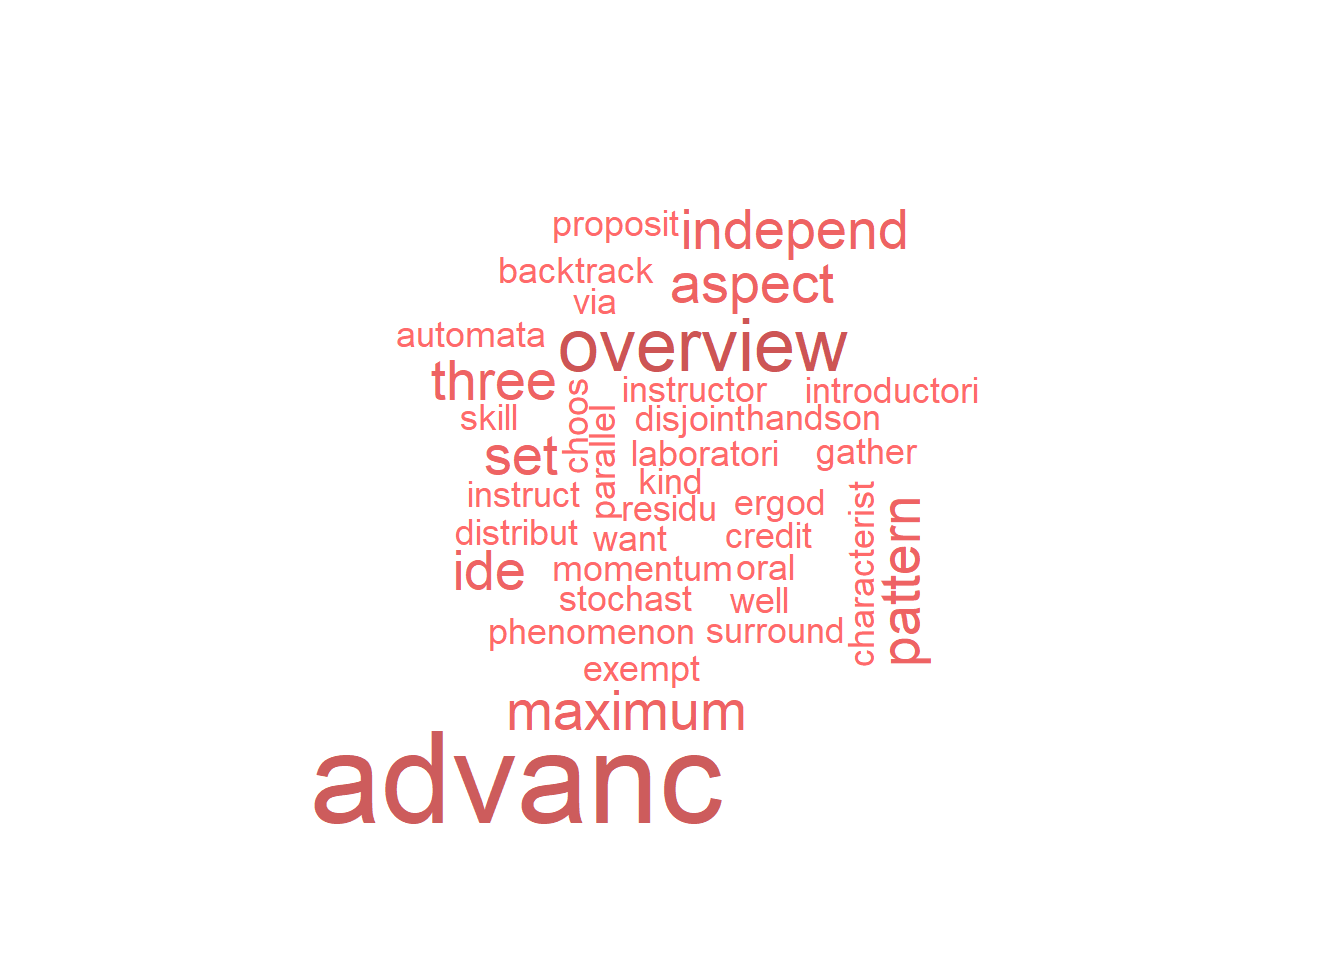 proposit independ
backtrack aspect
via
automata overview
three choos instructor introductori
skill parallel disjoint handson
set laboratori gather
instruct kind
residu ergod characterist pattern
distribut want credit
ide momentum oral
stochast well
phenomenon surround
exempt
maximum
advanc